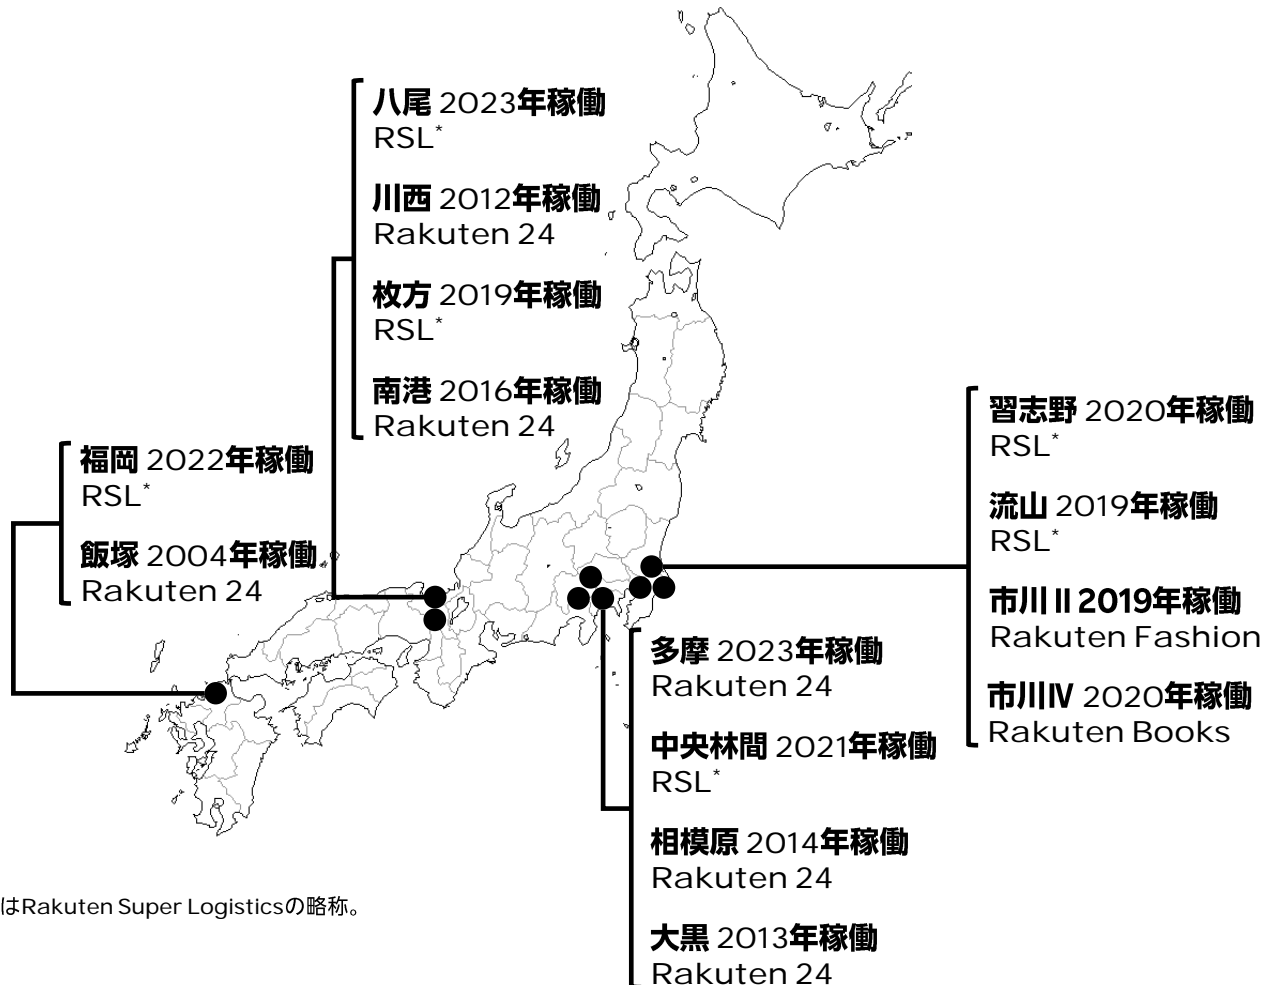 八尾 2023年稼働
RSL*
川西 2012年稼働
Rakuten 24
枚方 2019年稼働
RSL*
南港 2016年稼働
Rakuten 24
福岡 2022年稼働
RSL*
飯塚 2004年稼働
Rakuten 24
習志野 2020年稼働
RSL*
流山 2019年稼働
RSL*
市川Ⅱ2019年稼働
Rakuten Fashion
市川Ⅳ 2020年稼働
Rakuten Books
多摩 2023年稼働
Rakuten 24
中央林間 2021年稼働
RSL*
相模原 2014年稼働
Rakuten 24
大黒 2013年稼働
Rakuten 24
はRakuten Super Logisticsの略称。